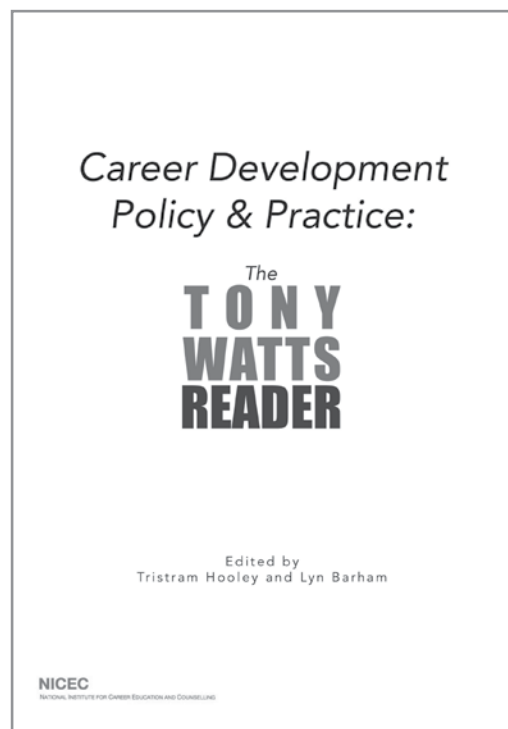 Career Development
Policy & Practice:
The
TONY
WATTS
READER
Edited by
Tristram Hooley and Lyn Barham
NICEC
NATIONAL INSTITUTE FOR CAREER EDUCATION AND COUNSELLING